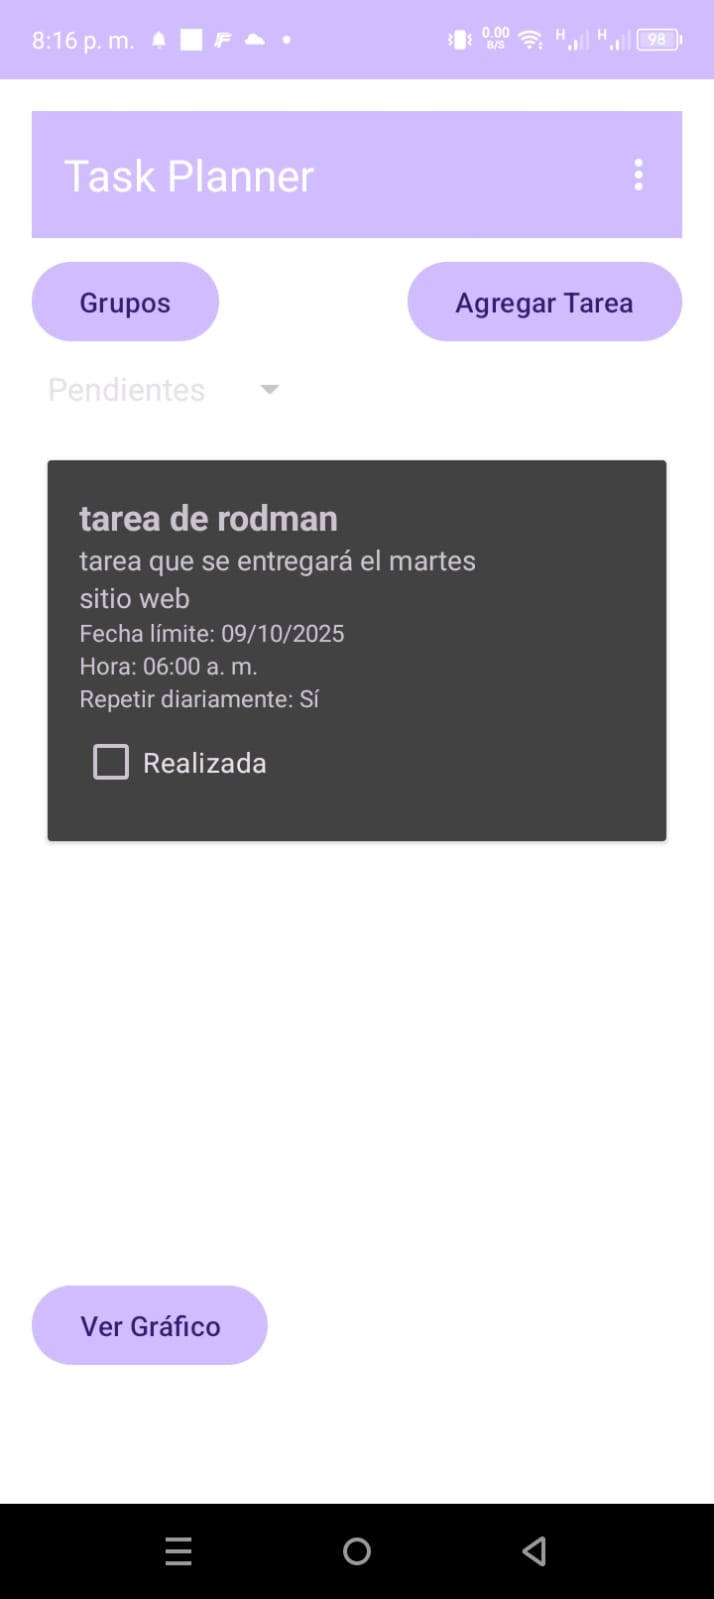 8:16 p. m.
0.00
B/S
H
H
98
Task Planner
Grupos
Agregar Tarea
Pendientes
tarea de rodman
tarea que se entregará el martes
sitio web
Fecha límite: 09/10/2025
Hora: 06:00 a. m.
Repetir diariamente: Sí
Realizada
Ver Gráfico